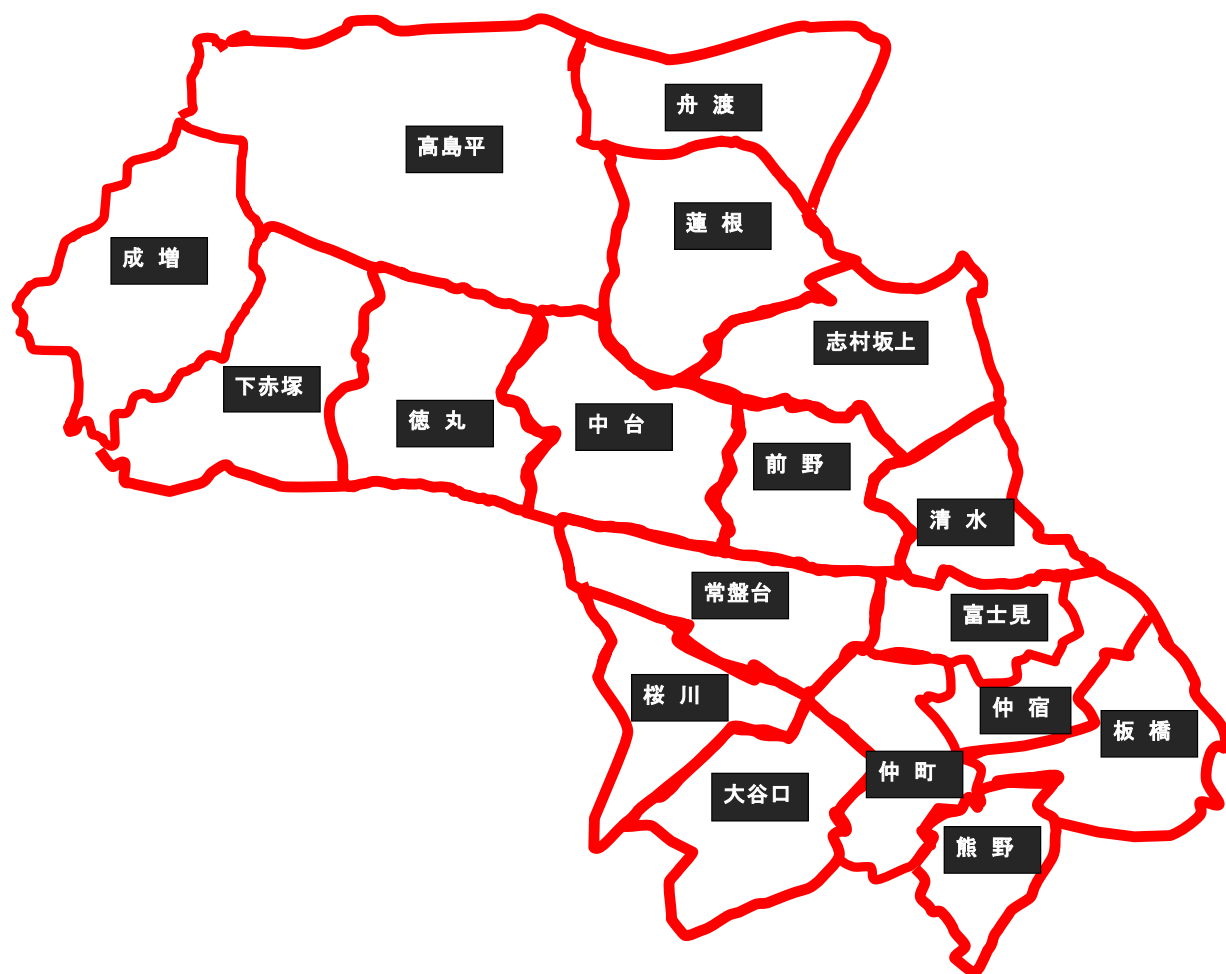 舟 渡
高島平
蓮 根
成 増
志村坂上
下赤塚
徳 丸
中 台
前 野
清 水
常盤台
富士見
桜 川
仲 宿
板 橋
仲 町
大谷口
熊 野